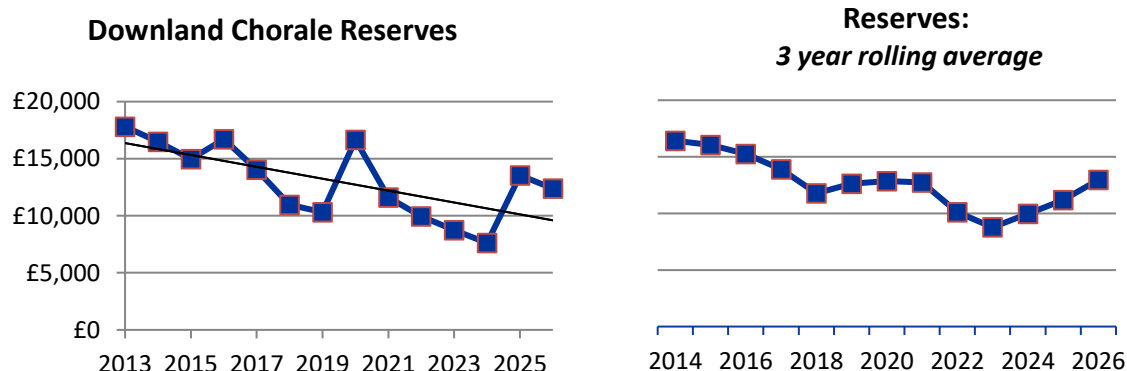 Downland Chorale Reserves
£20,000
£15,000
£10,000
£5,000
£0
2013 2015 2017 2019 2021 2023 2025
Reserves:
3 year rolling average
2014 2016 2018 2020 2022 2024 2026